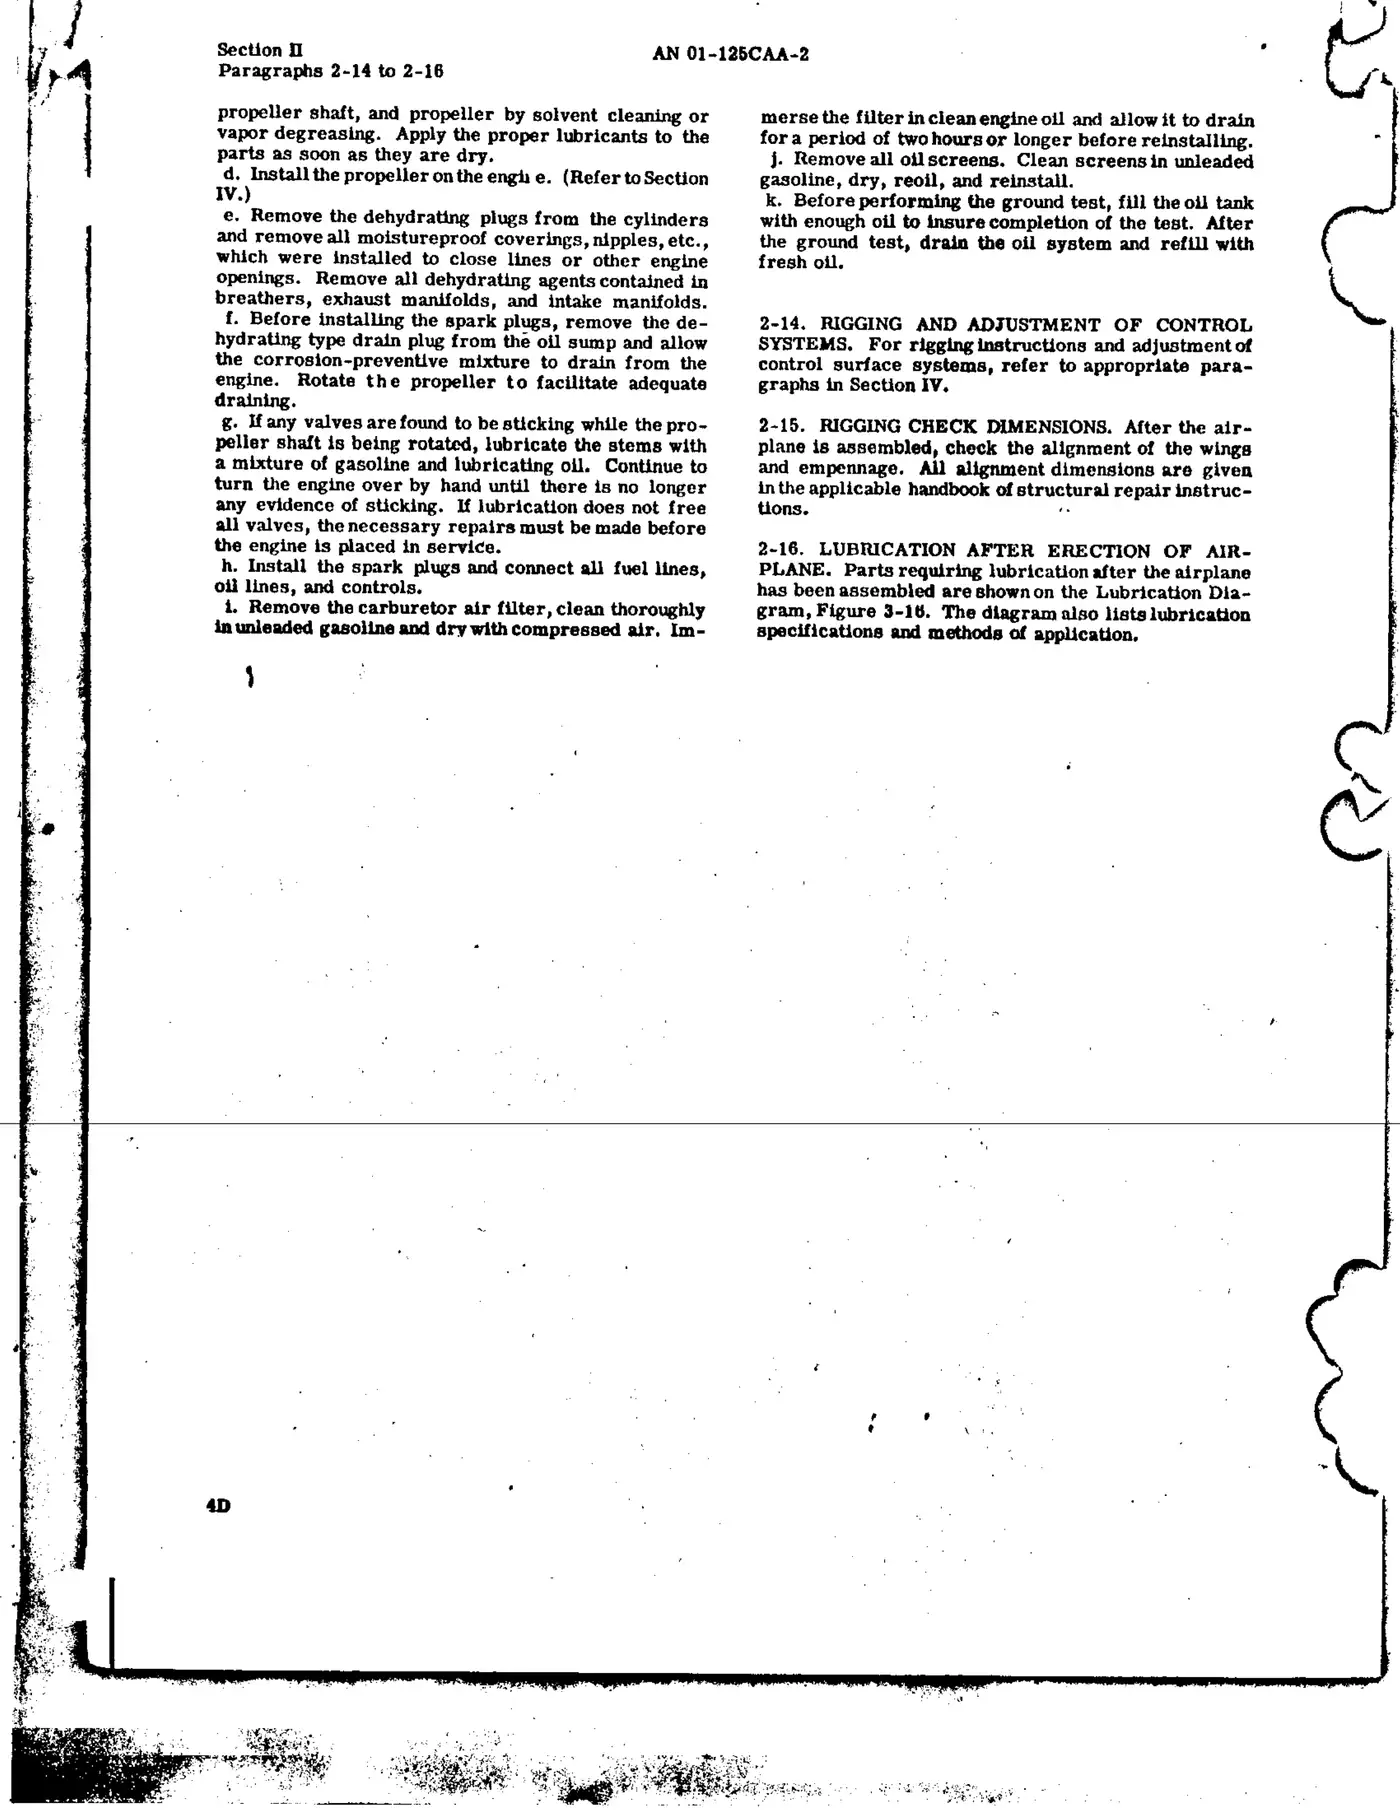 Section II
Paragraphs 2-14 to 2-16
AN 01-125CAA-2
propeller shaft, and propeller by solvent cleaning or
vapor degreasing. Apply the proper lubricants to the
parts as soon as they are dry.
d. Install the propeller on the engine. (Refer to Section
IV.)
e. Remove the dehydrating plugs from the cylinders
and remove all moistureproof coverings, nipples, etc.,
which were installed to close lines or other engine
openings. Remove all dehydrating agents contained in
breathers, exhaust manifolds, and intake manifolds.
f. Before installing the spark plugs, remove the de-
hydrating type drain plug from the oil sump and allow
the corrosion-preventive mixture to drain from the
engine. Rotate the propeller to facilitate adequate
draining.
g. If any valves are found to be sticking while the pro-
peller shaft is being rotated, lubricate the stems with
a mixture of gasoline and lubricating oil. Continue to
turn the engine over by hand until there is no longer
any evidence of sticking. If lubrication does not free
all valves, the necessary repairs must be made before
the engine is placed in service.
h. Install the spark plugs and connect all fuel lines,
oil lines, and controls.
i. Remove the carburetor air filter, clean thoroughly
in unleaded gasoline and dry with compressed air. Im-
merse the filter in clean engine oil and allow it to drain
for a period of two hours or longer before reinstalling.
j. Remove all oil screens. Clean screens in unleaded
gasoline, dry, reoil, and reinstall.
k. Before performing the ground test, fill the oil tank
with enough oil to insure completion of the test. After
the ground test, drain the oil system and refill with
fresh oil.
2-14. RIGGING AND ADJUSTMENT OF CONTROL
SYSTEMS. For rigging instructions and adjustment of
control surface systems, refer to appropriate para-
graphs in Section IV.
2-15. RIGGING CHECK DIMENSIONS. After the air-
plane is assembled, check the alignment of the wings
and empennage. All alignment dimensions are given
in the applicable handbook of structural repair instruc-
tions.
2-16. LUBRICATION AFTER ERECTION OF AIR-
PLANE. Parts requiring lubrication after the airplane
has been assembled are shown on the Lubrication Dia-
gram, Figure 3-16. The diagram also lists lubrication
specifications and methods of application.
4D